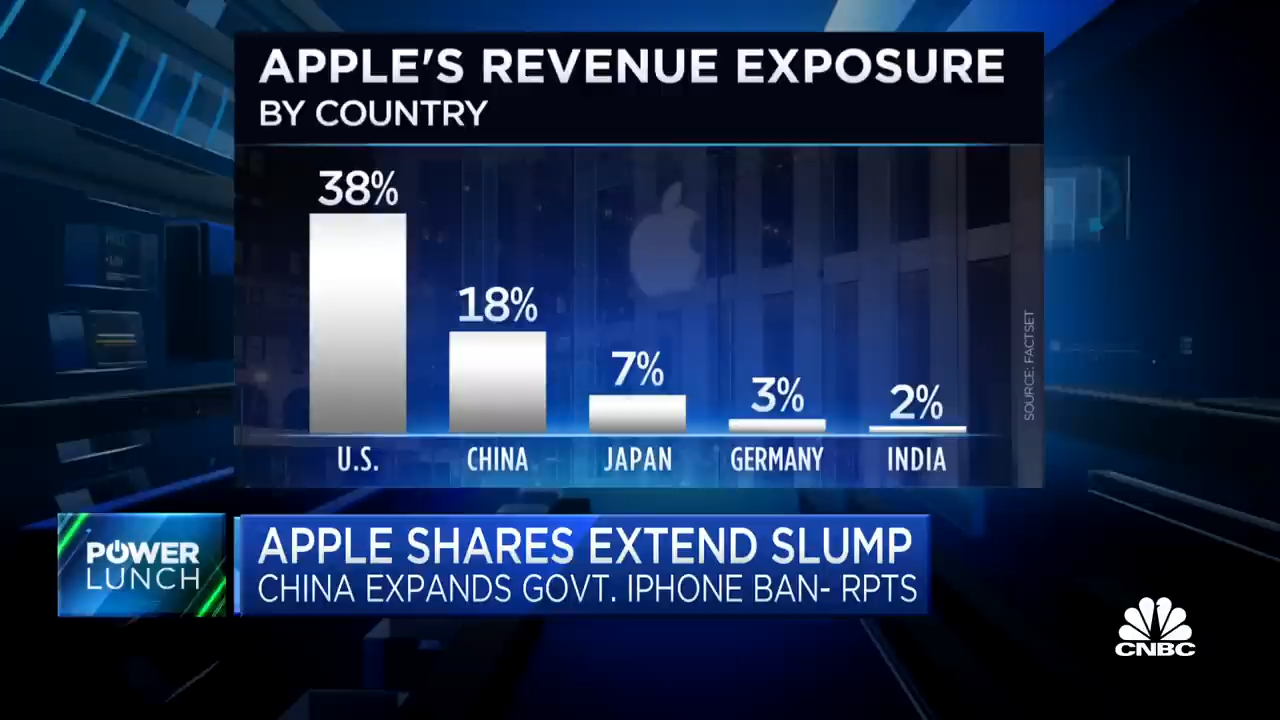 APPLE'S REVENUE EXPOSURE
BY COUNTRY
38%
18%
7%
3%
2%
U.S.
CHINA
JAPAN
GERMANY
INDIA
SOURCE: FACTSET
POWER
LUNCH
APPLE SHARES EXTEND SLUMP
CHINA EXPANDS GOVT. IPHONE BAN- RPTS
CNBC